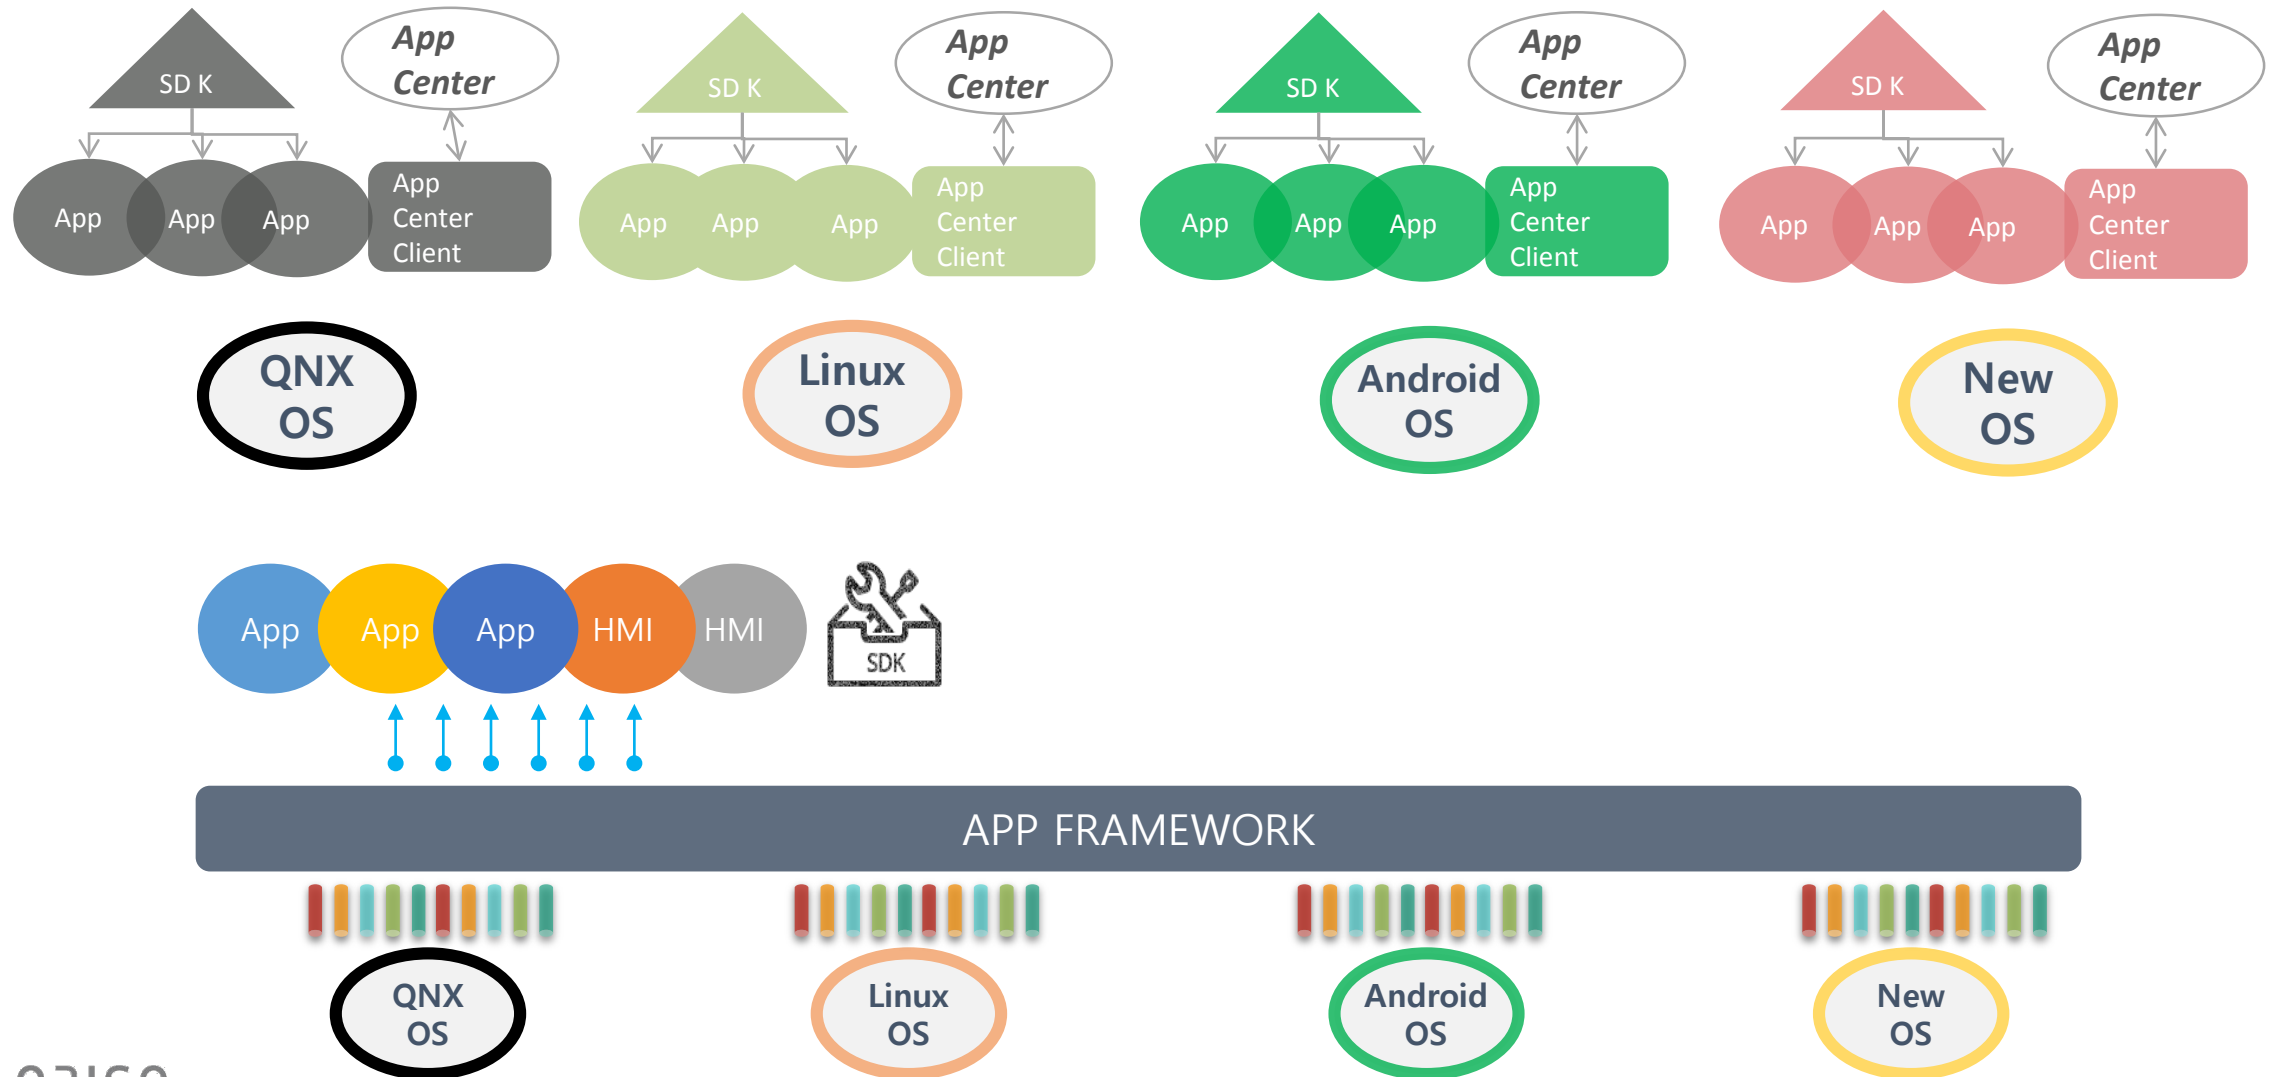 SD K
App
Center
App
App
App
App
Center
Client
QNX
OS
SD K
App
Center
App
App
App
App
Center
Client
Linux
OS
SD K
App
Center
App
App
App
App
Center
Client
Android
OS
SD K
App
Center
App
App
App
App
Center
Client
New
OS
App
App
App
HMI
HMI
SDK
APP FRAMEWORK
QNX
OS
Linux
OS
Android
OS
New
OS